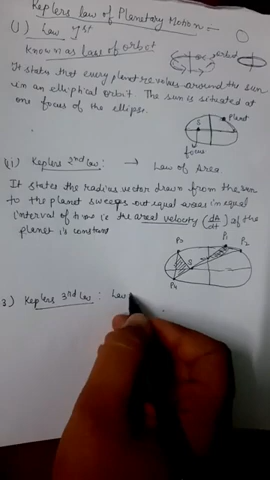 Keplers law of Planetary Motion :-
(i) Law 1st
Known as Law of orbet
orbet
It states that every planet revolves around the sun
in an elliptical orbit. The sun is situated at
one focus of the ellipse.
Planet
S
focus
(ii) Keplers 2nd law : → Law of Area
It states the radius vector drawn from the sun
to the planet sweeps out equal areas in equal
interval of time i.e the areal velocity (dA/dt) of the
planet is constant
P3 P1 P2
S
P4
3) Keplers 3rd law : Law